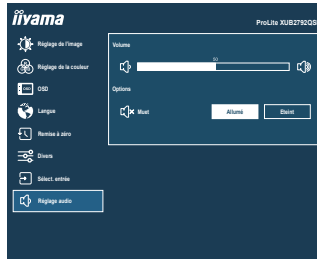 iiyama
ProLite XUB2792QS
Réglage de l'image
Réglage de la couleur
OSD
OSD
Langue
Remise à zéro
Divers
Sélect. entrée
Réglage audio
Volume
Options
Muet
Allumé
Eteint